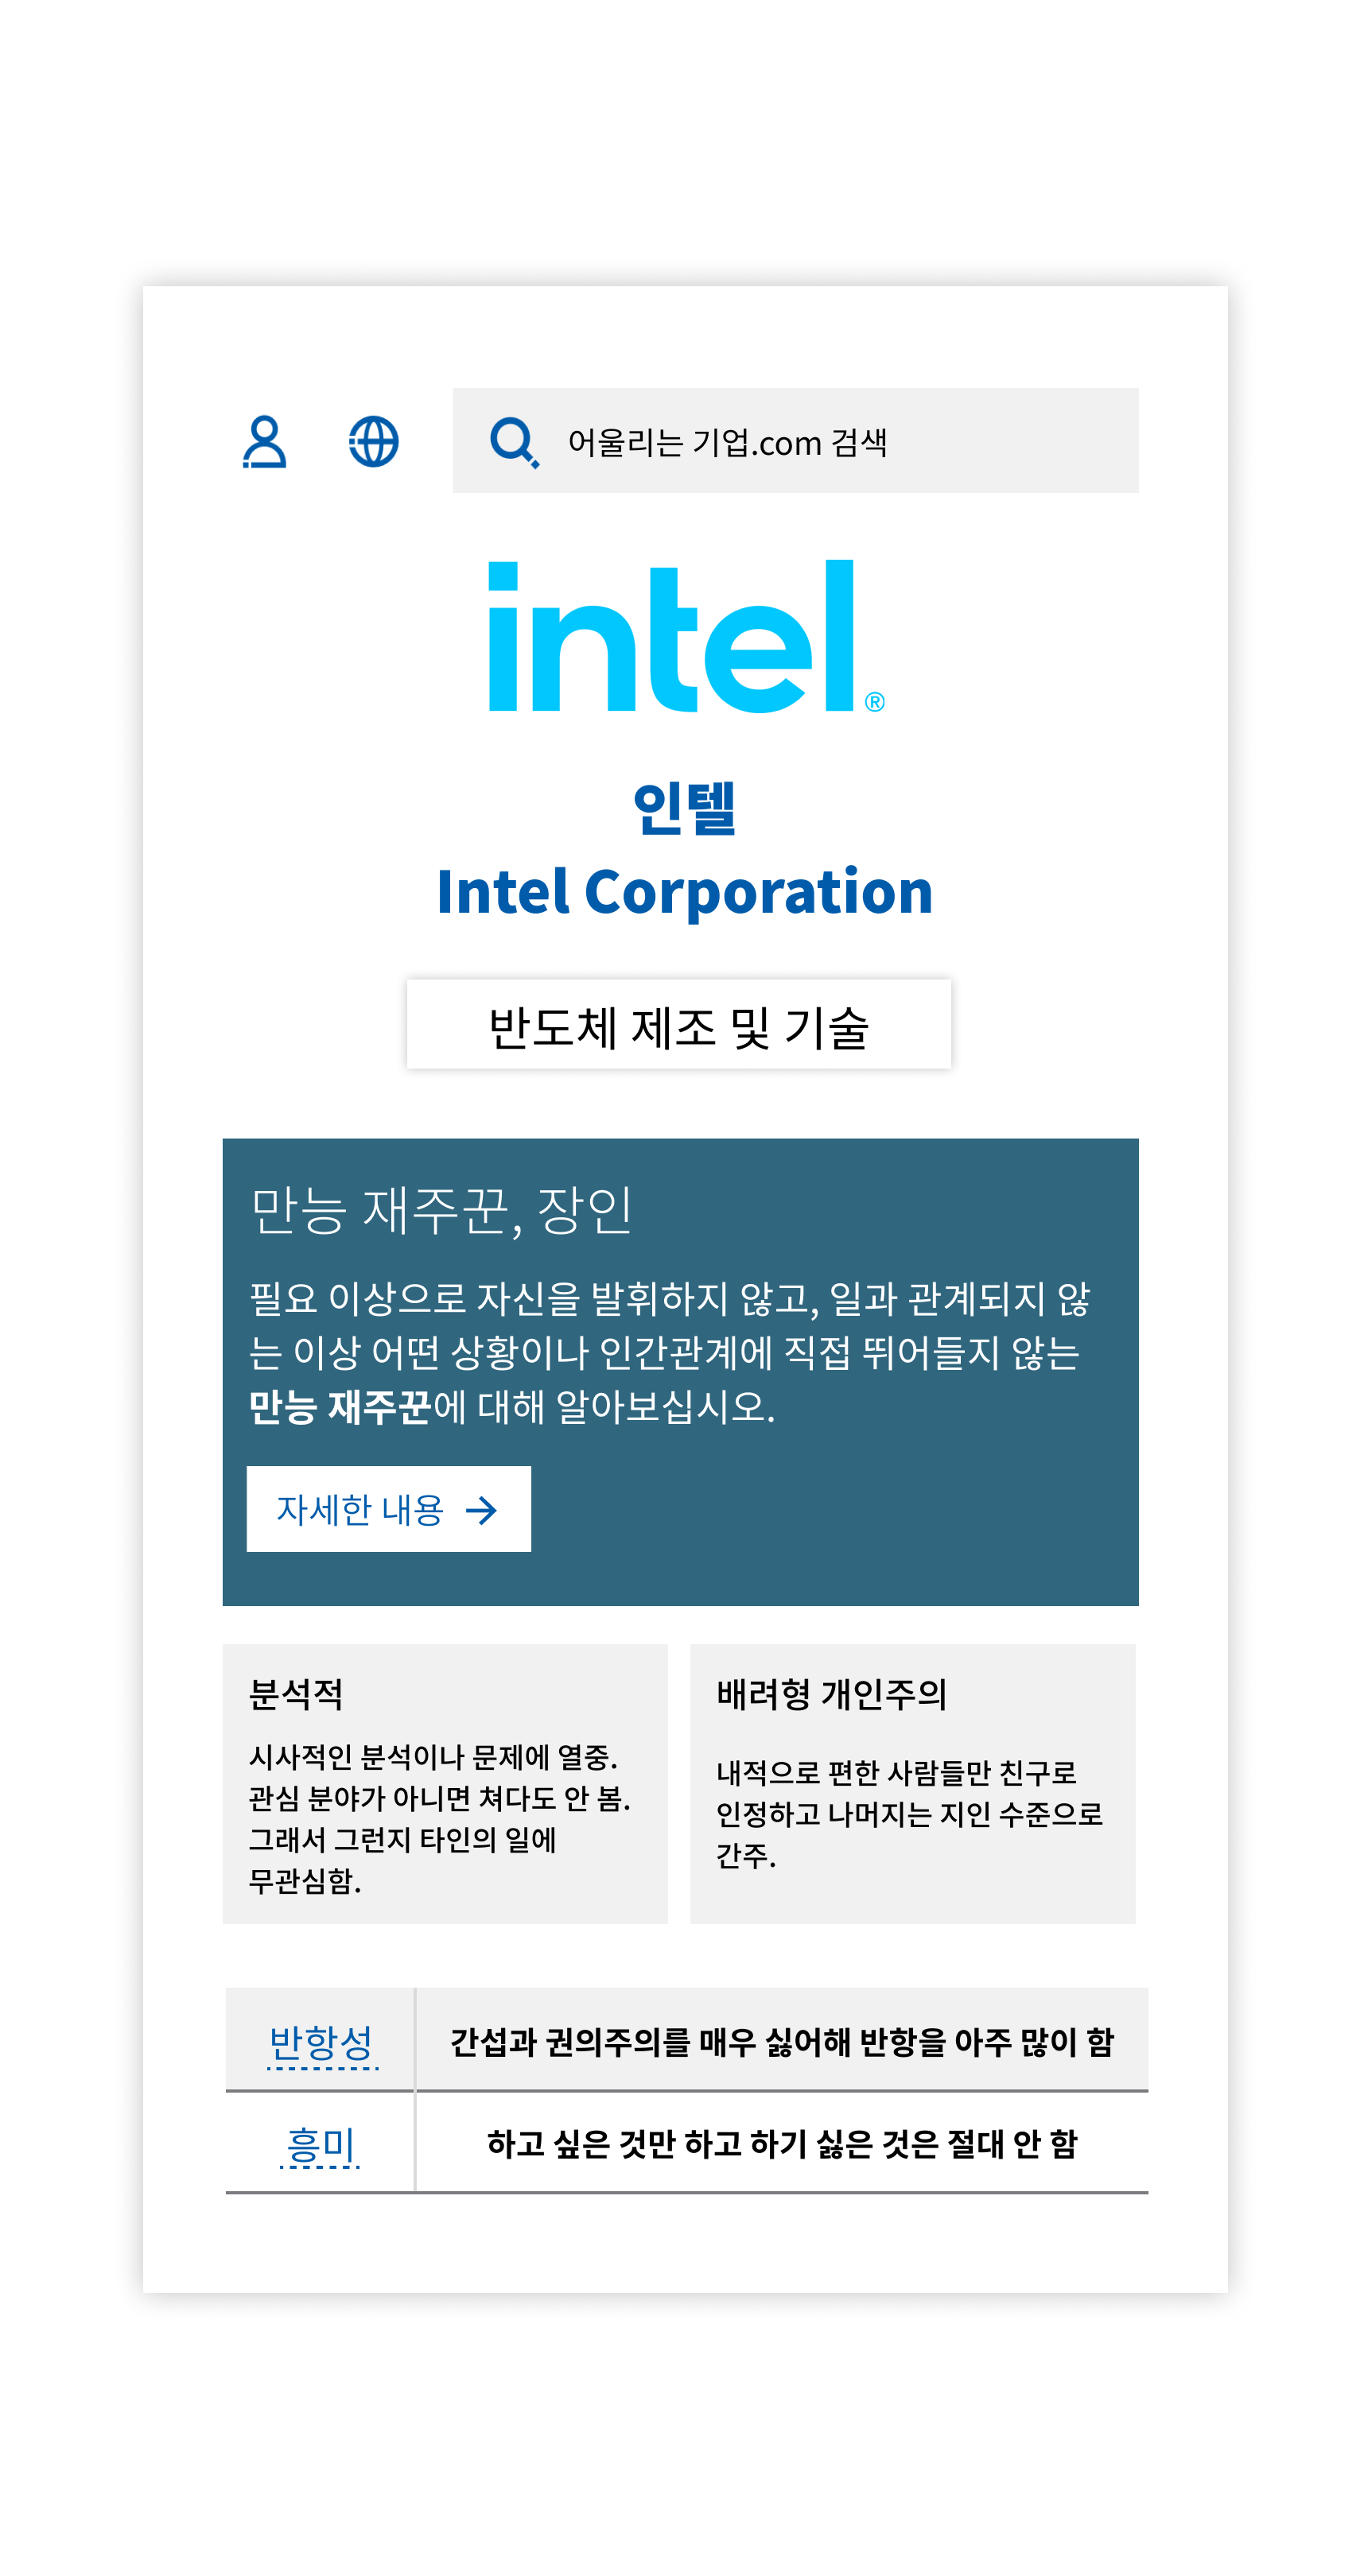 어울리는 기업.com 검색
intel®
인텔
Intel Corporation
반도체 제조 및 기술
만능 재주꾼, 장인
필요 이상으로 자신을 발휘하지 않고, 일과 관계되지 않
는 이상 어떤 상황이나 인간관계에 직접 뛰어들지 않는
만능 재주꾼에 대해 알아보십시오.
자세한 내용 →
분석적
시사적인 분석이나 문제에 열중.
관심 분야가 아니면 쳐다도 안 봄.
그래서 그런지 타인의 일에
무관심함.
배려형 개인주의
내적으로 편한 사람들만 친구로
인정하고 나머지는 지인 수준으로
간주.
반항성 간섭과 권의주의를 매우 싫어해 반항을 아주 많이 함
흥미 하고 싶은 것만 하고 하기 싫은 것은 절대 안 함